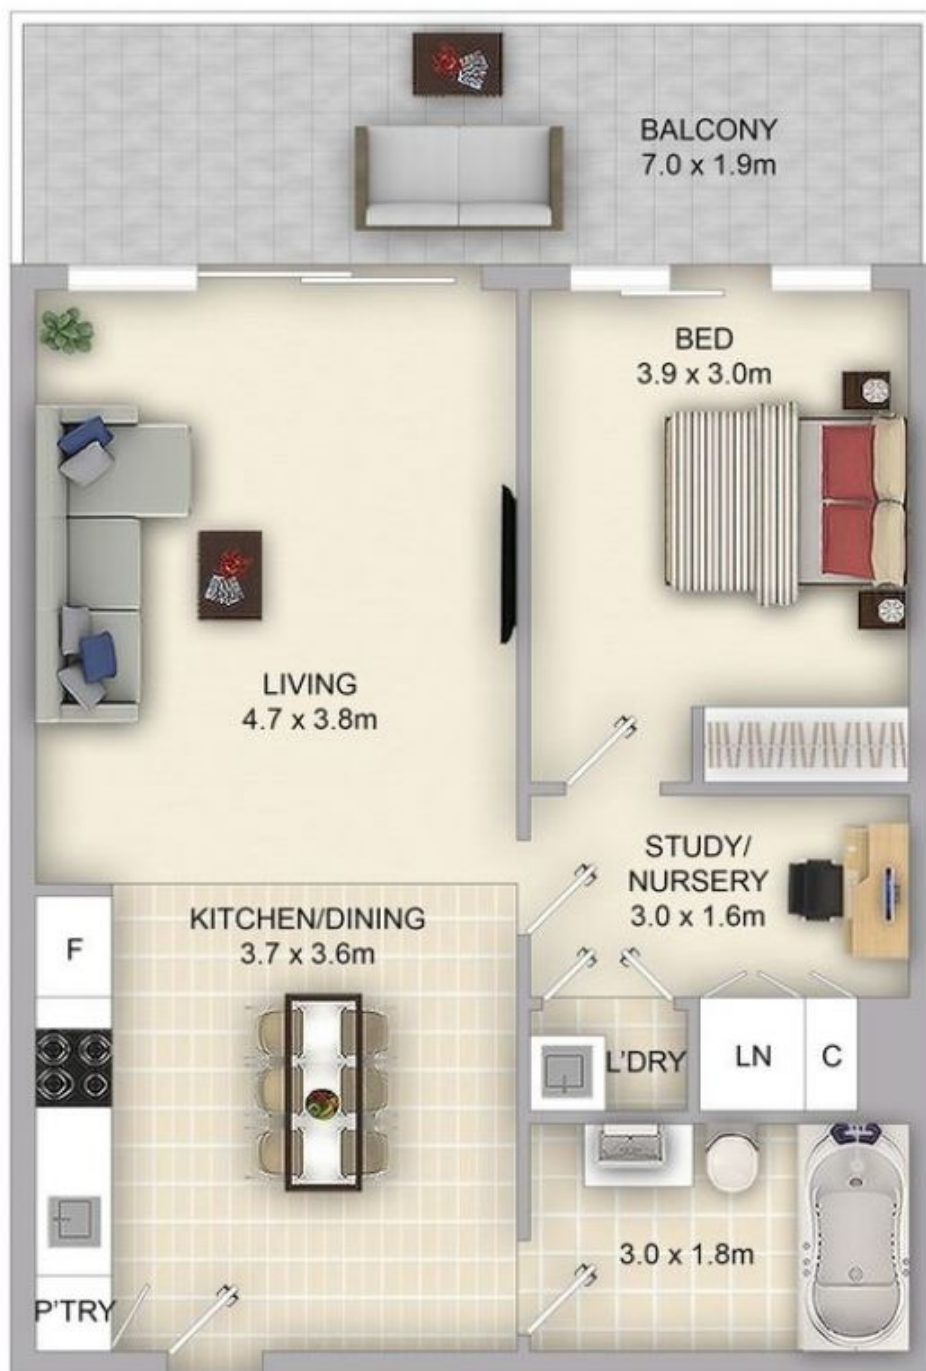 BALCONY
7.0 x 1.9m
BED
3.9 x 3.0m
LIVING
4.7 x 3.8m
STUDY/
NURSERY
3.0 x 1.6m
KITCHEN/DINING
3.7 x 3.6m
F
L'DRY
LN
C
3.0 x 1.8m
P'TRY